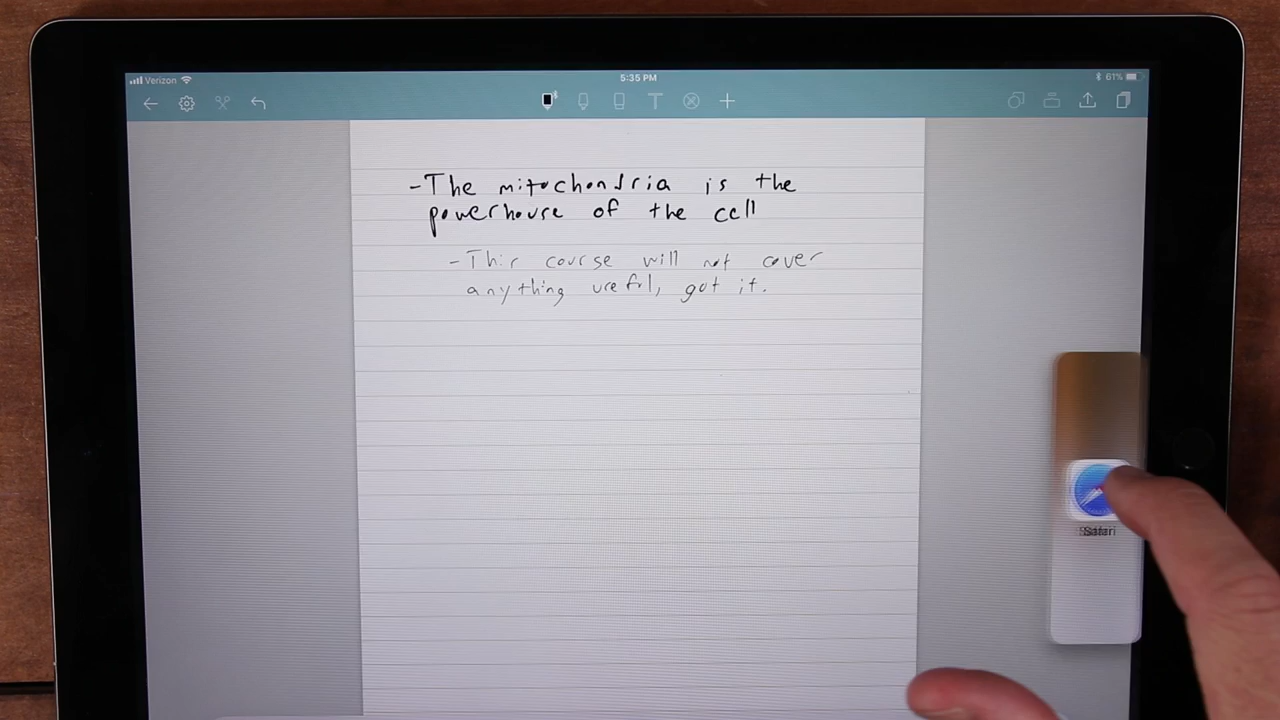 Verizon
5:35 PM
61%
-The mitochondria is the
powerhouse of the cell
-This course will not cover
anything useful, got it.
Safari